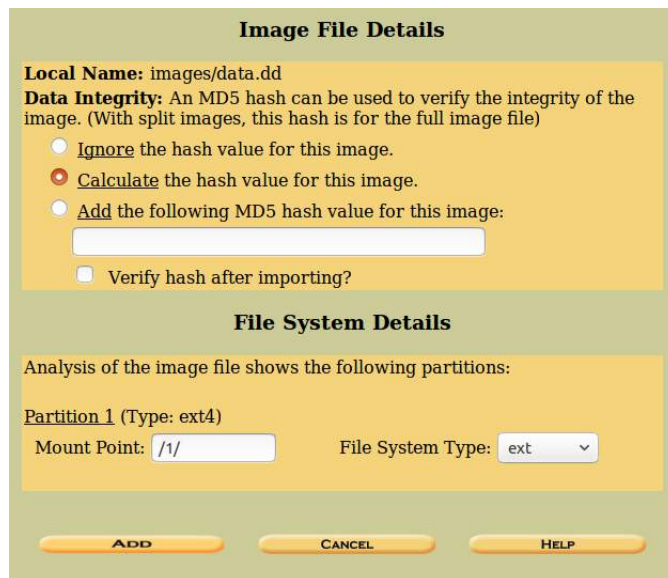 Image File Details
Local Name: images/data.dd
Data Integrity: An MD5 hash can be used to verify the integrity of the
image. (With split images, this hash is for the full image file)
Ignore the hash value for this image.
Calculate the hash value for this image.
Add the following MD5 hash value for this image:
Verify hash after importing?
File System Details
Analysis of the image file shows the following partitions:
Partition 1 (Type: ext4)
Mount Point: /1/ File System Type: ext
ADD CANCEL HELP